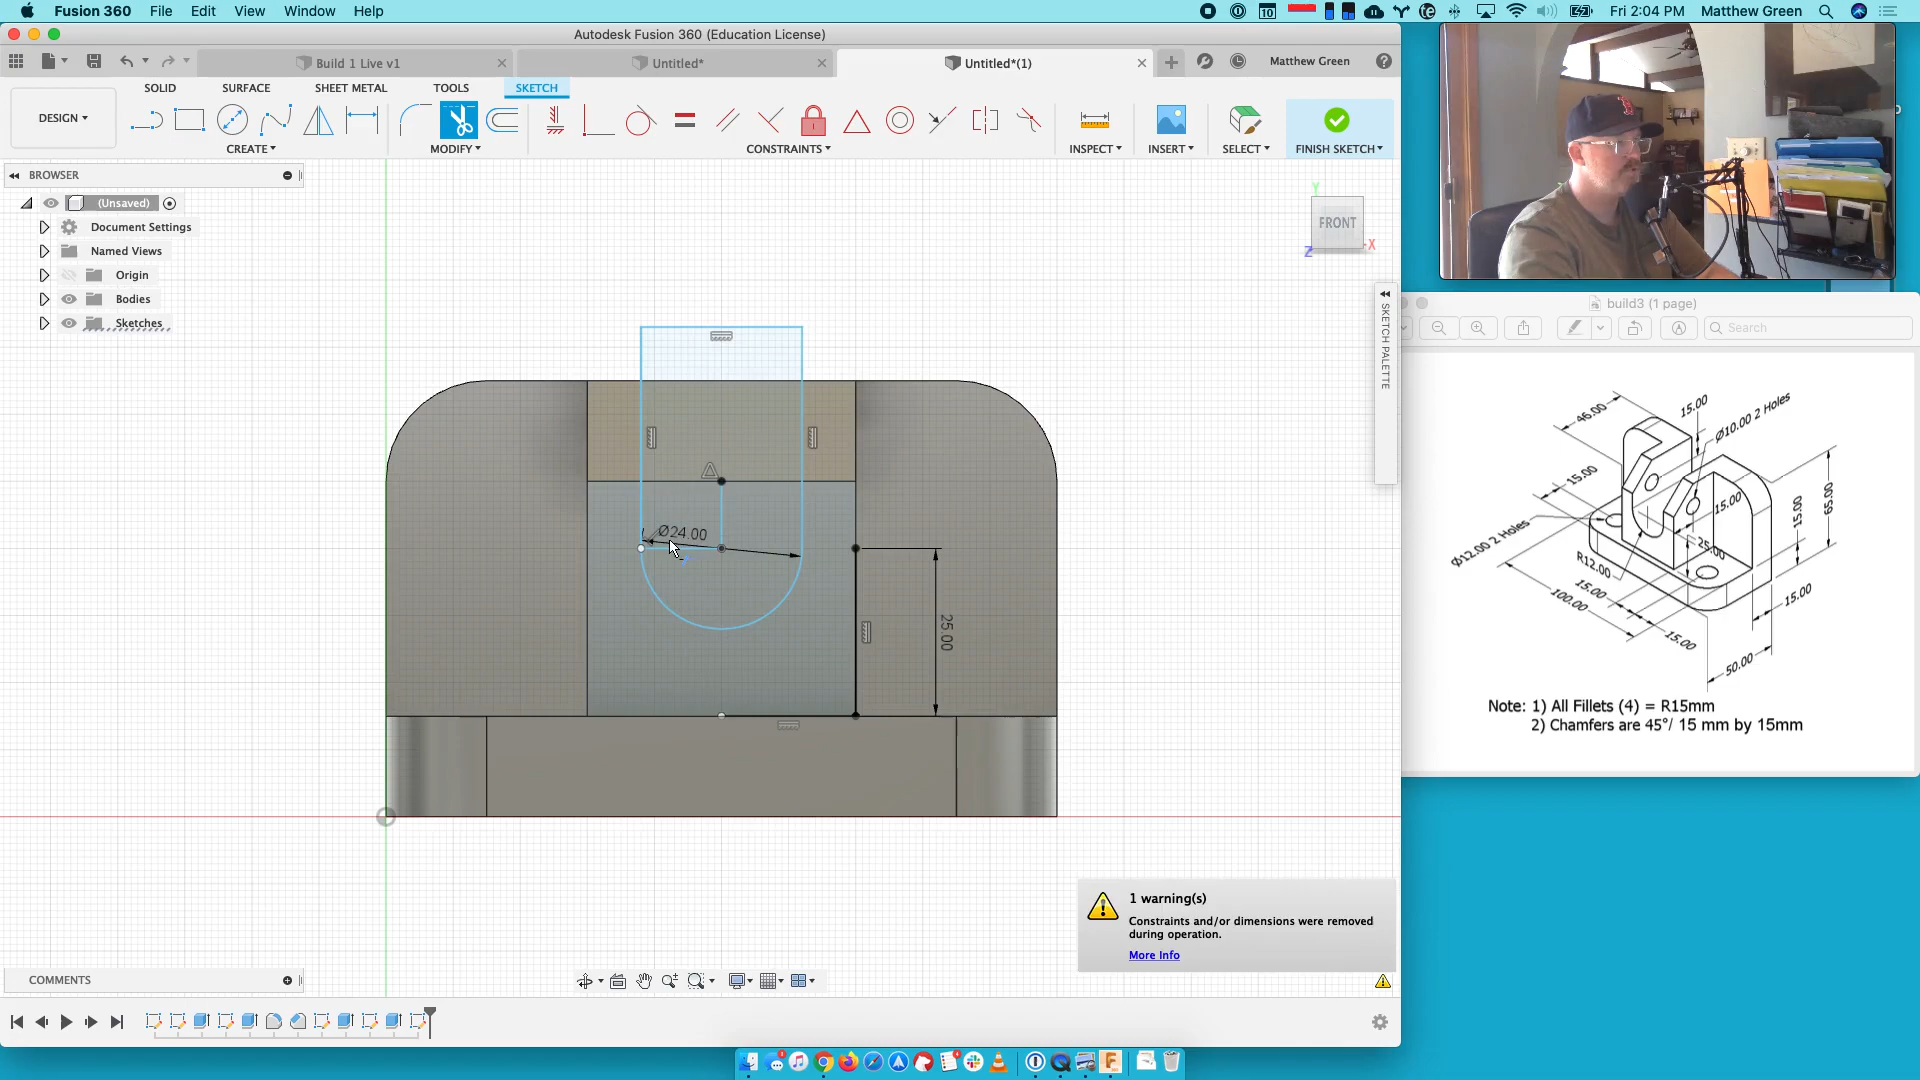 Fusion 360 File Edit View Window Help
10
te
Fri 2:04 PM Matthew Green
Autodesk Fusion 360 (Education License)
Build 1 Live v1
Untitled*
Untitled*(1)
Matthew Green
SOLID SURFACE SHEET METAL TOOLS SKETCH
DESIGN
CREATE
MODIFY
CONSTRAINTS
INSPECT
INSERT
SELECT
FINISH SKETCH
BROWSER
(Unsaved)
Document Settings
Named Views
Origin
Bodies
Sketches
Y
FRONT
X
Z
SKETCH PALETTE
Ø24.00
25.00
1 warning(s)
Constraints and/or dimensions were removed
during operation.
More Info
COMMENTS
build3 (1 page)
Search
46.00
15.00
Ø10.00 2 Holes
15.00
15.00
15.00
65.00
Ø12.00 2 Holes
R12.00
25.00
15.00
100.00
15.00
15.00
50.00
Note: 1) All Fillets (4) = R15mm
2) Chamfers are 45°/ 15 mm by 15mm